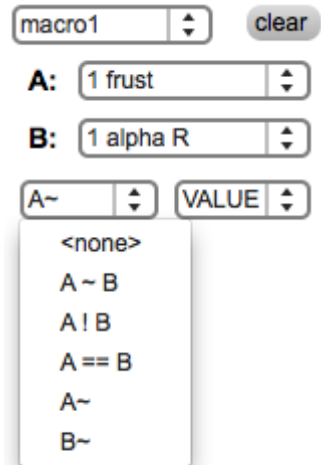 macro1 clear
A: 1 frust
B: 1 alpha R
A~ VALUE
<none>
A ~ B
A ! B
A == B
A~
B~